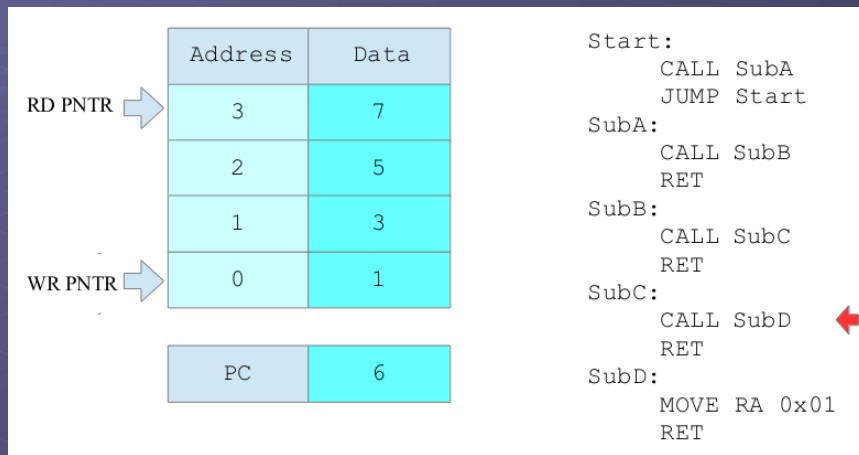 Address Data
RD PNTR 3 7
2 5
1 3
WR PNTR 0 1
PC 6
Start:
CALL SubA
JUMP Start
SubA:
CALL SubB
RET
SubB:
CALL SubC
RET
SubC:
CALL SubD
RET
SubD:
MOVE RA 0x01
RET